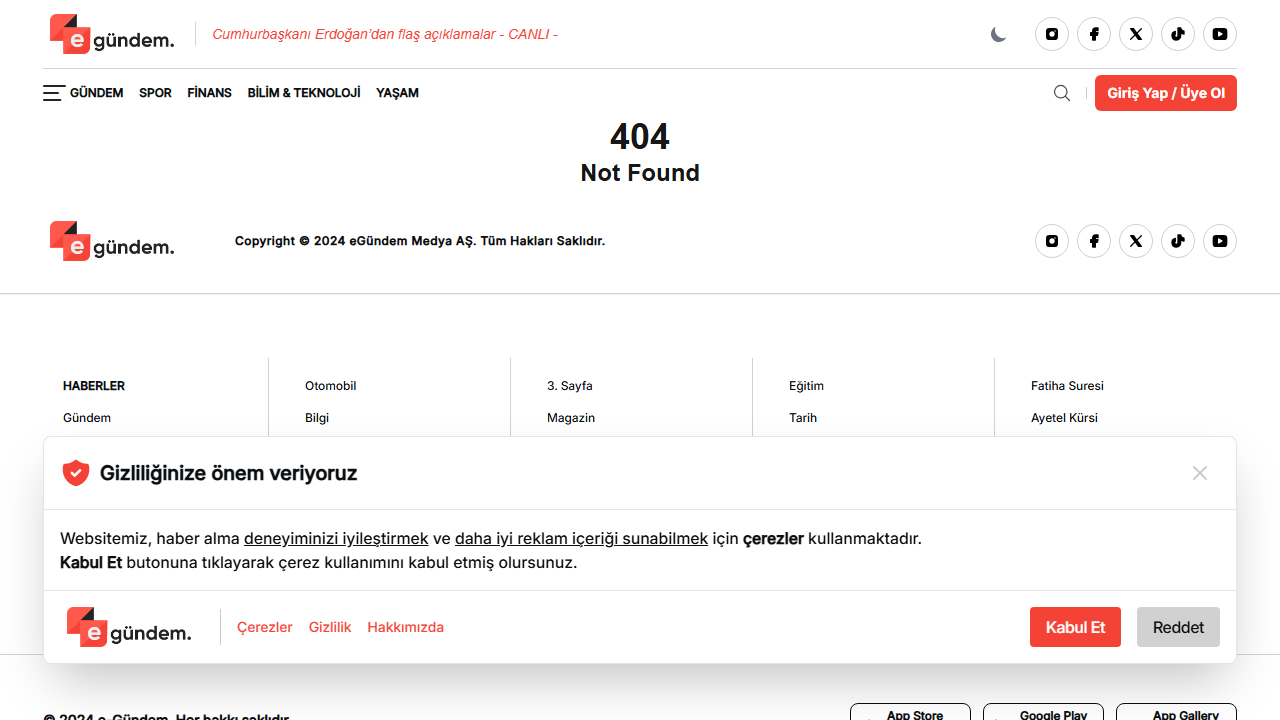 e gündem.
Cumhurbaşkanı Erdoğan'dan flaş açıklamalar - CANLI -
GÜNDEM SPOR FİNANS BİLİM & TEKNOLOJİ YAŞAM
Giriş Yap / Üye Ol
404
Not Found
e gündem.
Copyright © 2024 eGündem Medya AŞ. Tüm Hakları Saklıdır.
HABERLER Otomobil 3. Sayfa Eğitim Fatiha Suresi
Gündem Bilgi Magazin Tarih Ayetel Kürsi
Gizliliğinize önem veriyoruz
Websitemiz, haber alma deneyiminizi iyileştirmek ve daha iyi reklam içeriği sunabilmek için çerezler kullanmaktadır.
Kabul Et butonuna tıklayarak çerez kullanımını kabul etmiş olursunuz.
e gündem.
Çerezler Gizlilik Hakkımızda
Kabul Et Reddet
© 2024 e-Gündem. Her hakkı saklıdır.
App Store Google Play App Gallery